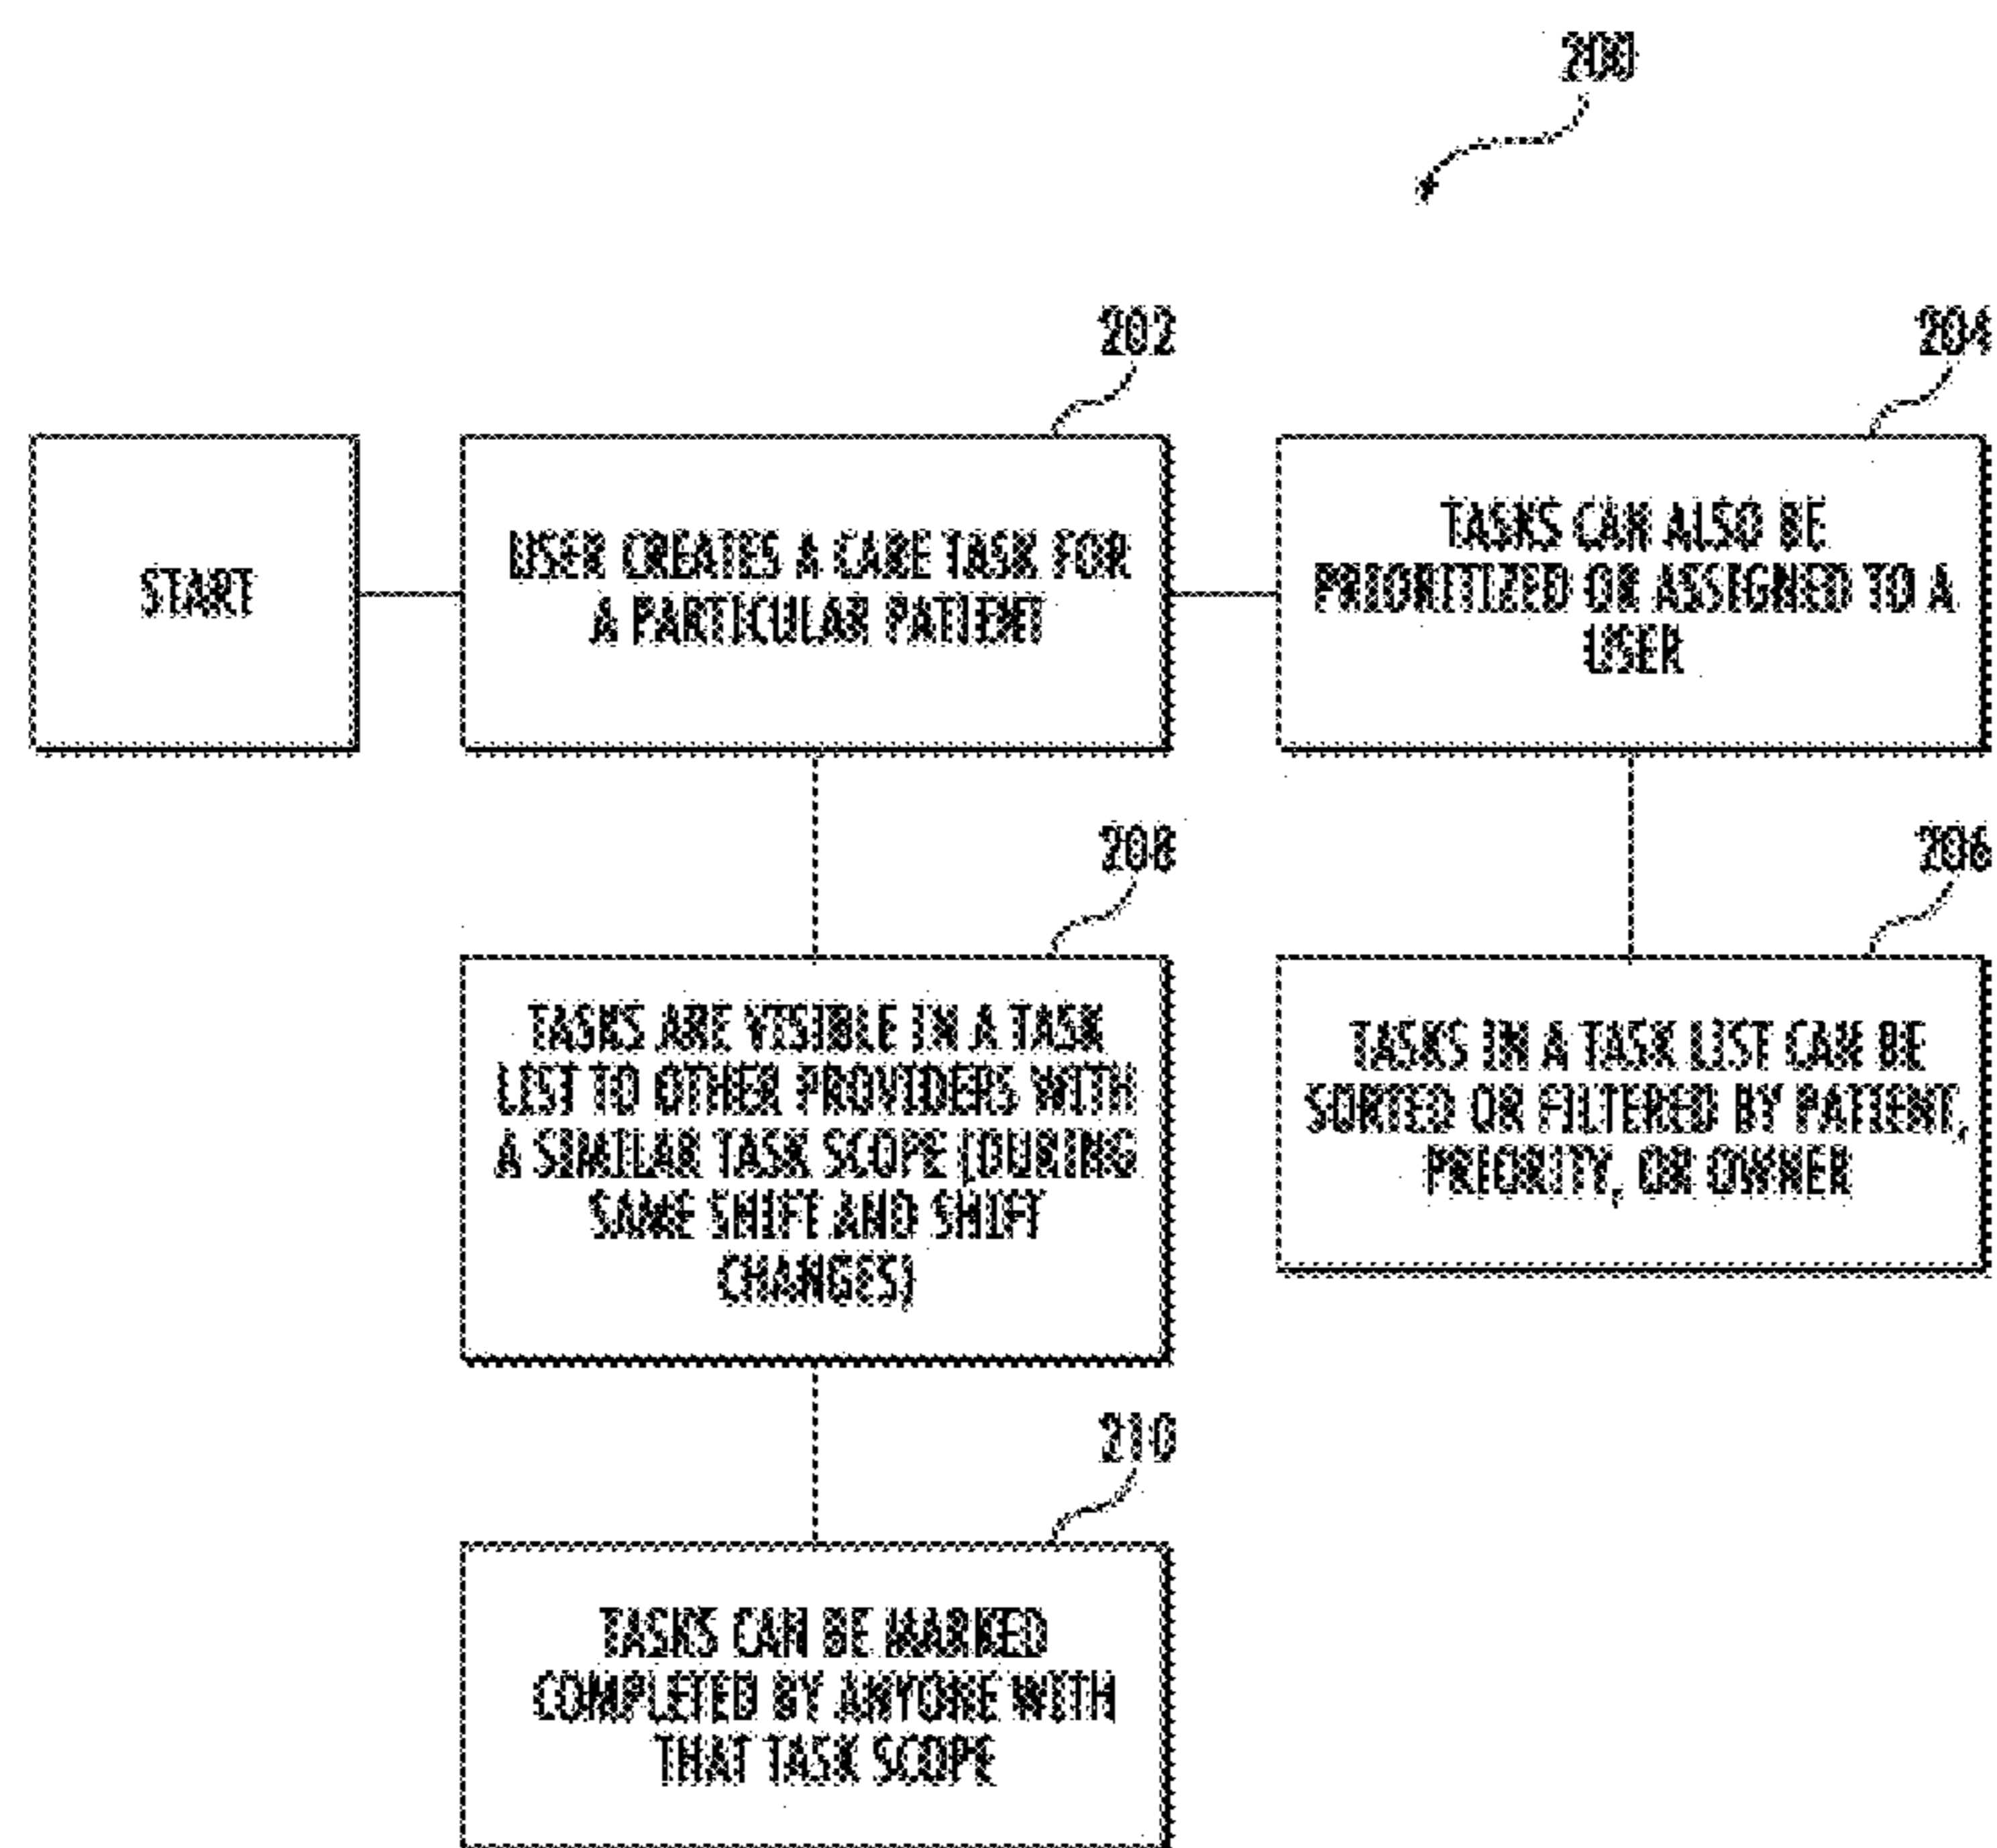 200
202
204
START
USER CREATES A CARE TASK FOR
A PARTICULAR PATIENT
TASKS CAN ALSO BE
PRIORITIZED OR ASSIGNED TO A
USER
208
206
TASKS ARE VISIBLE IN A TASK
LIST TO OTHER PROVIDERS WITH
A SIMILAR TASK SCOPE (DURING
SAME SHIFT AND SHIFT
CHANGES)
TASKS IN A TASK LIST CAN BE
SORTED OR FILTERED BY PATIENT,
PRIORITY, OR OWNER
210
TASKS CAN BE MARKED
COMPLETED BY ANYONE WITH
THAT TASK SCOPE